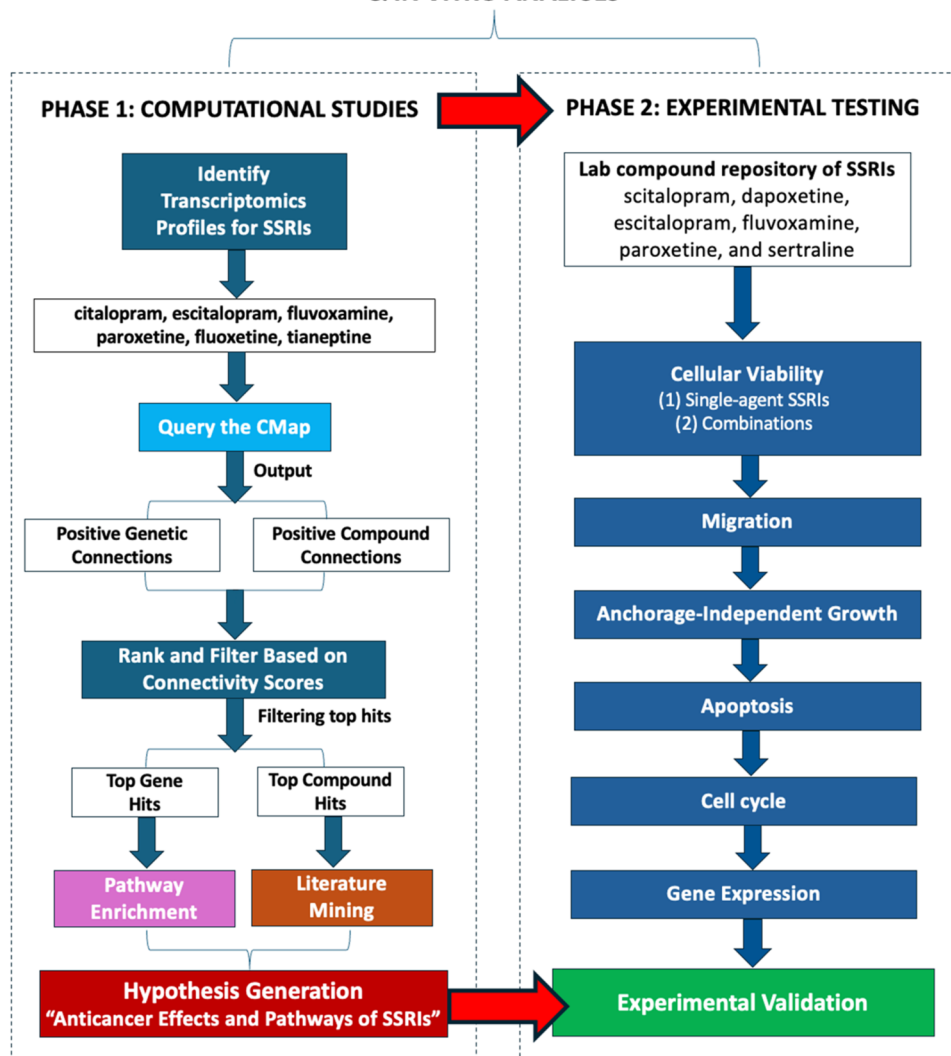 PHASE 1: COMPUTATIONAL STUDIES
Identify
Transcriptomics
Profiles for SSRIs
citalopram, escitalopram, fluvoxamine,
paroxetine, fluoxetine, tianeptine
Query the CMap
Output
Positive Genetic
Connections
Positive Compound
Connections
Rank and Filter Based on
Connectivity Scores
Filtering top hits
Top Gene
Hits
Top Compound
Hits
Pathway
Enrichment
Literature
Mining
Hypothesis Generation
“Anticancer Effects and Pathways of SSRIs”
PHASE 2: EXPERIMENTAL TESTING
Lab compound repository of SSRIs
scitalopram, dapoxetine,
escitalopram, fluvoxamine,
paroxetine, and sertraline
Cellular Viability
(1) Single-agent SSRIs
(2) Combinations
Migration
Anchorage-Independent Growth
Apoptosis
Cell cycle
Gene Expression
Experimental Validation